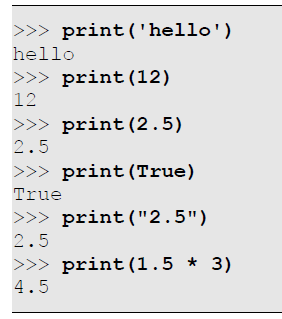 >>> print('hello')
hello
>>> print(12)
12
>>> print(2.5)
2.5
>>> print(True)
True
>>> print("2.5")
2.5
>>> print(1.5 * 3)
4.5